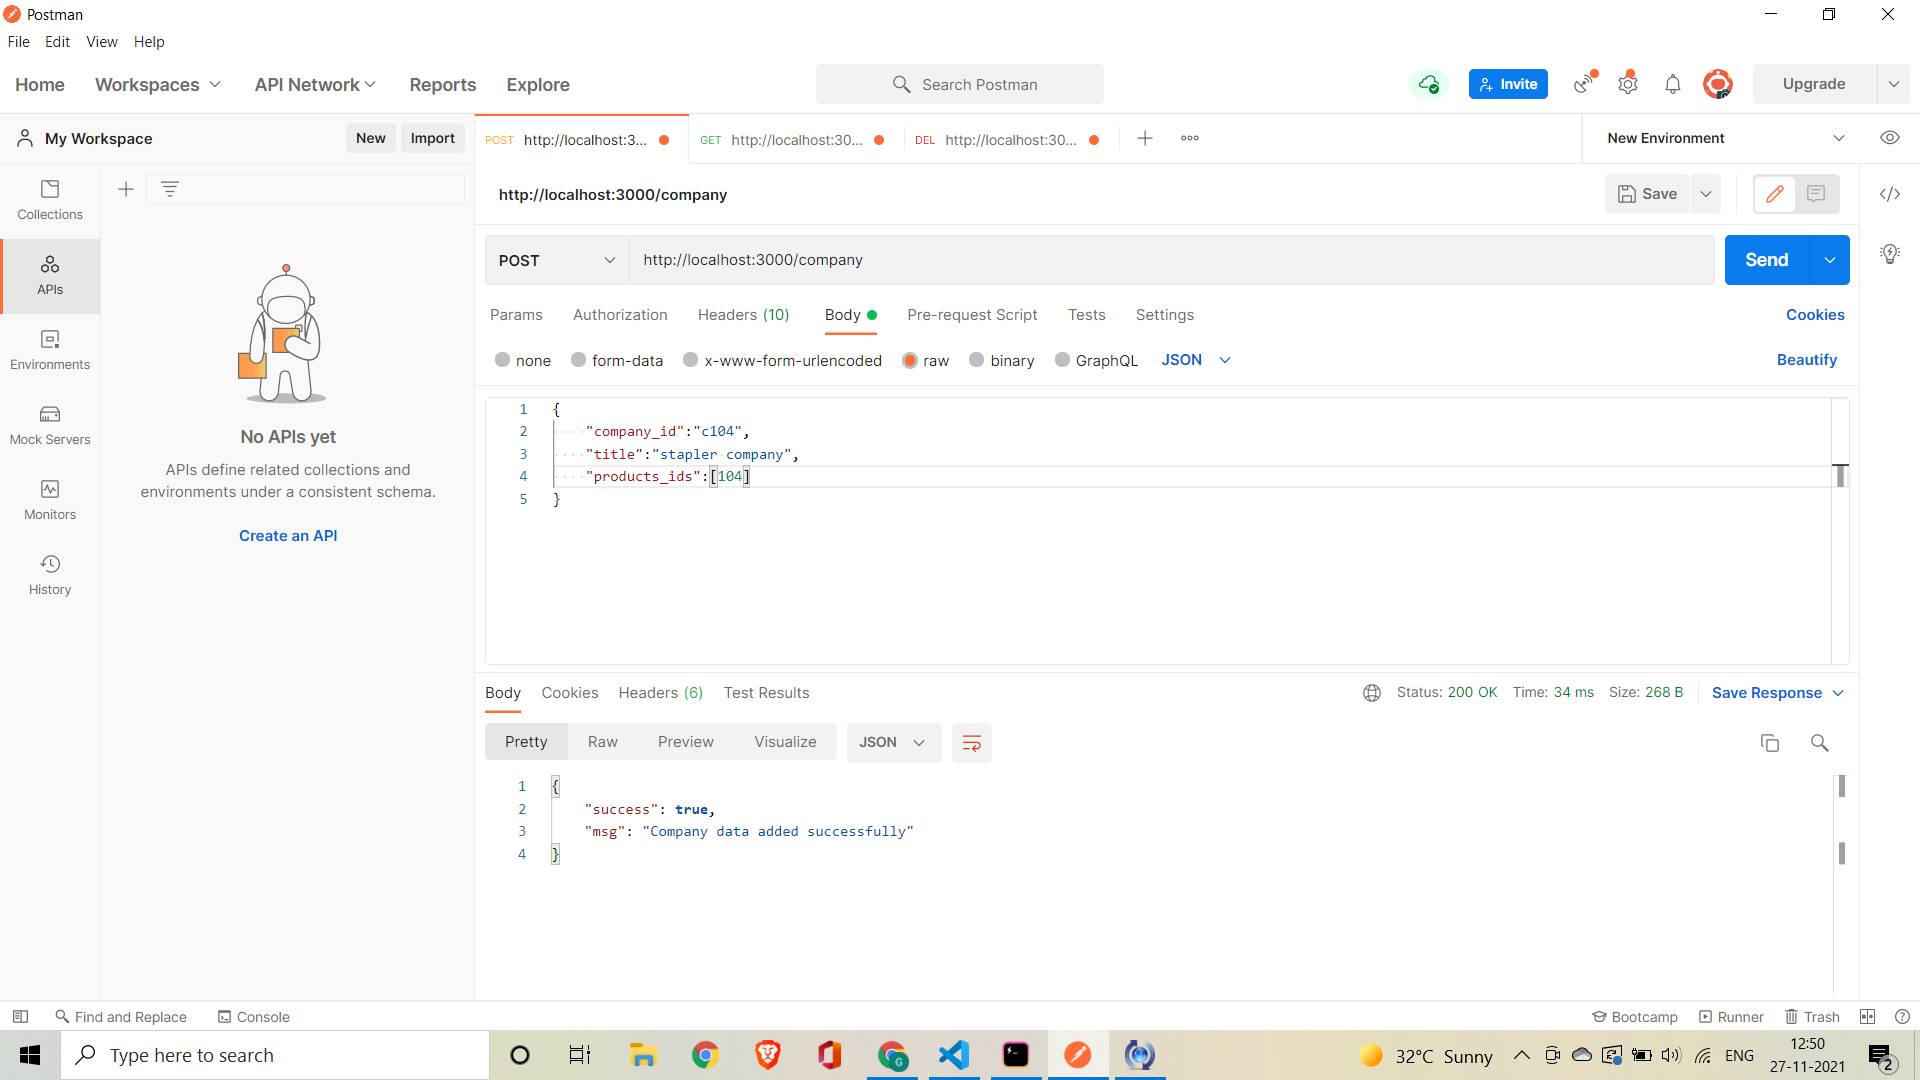 Postman
File Edit View Help
Home Workspaces API Network Reports Explore
Search Postman
Invite
Upgrade
My Workspace
New Import
POST http://localhost:3...
GET http://localhost:30...
DEL http://localhost:30...
New Environment
Collections
APIs
Environments
Mock Servers
Monitors
History
No APIs yet
APIs define related collections and
environments under a consistent schema.
Create an API
http://localhost:3000/company
Save
POST http://localhost:3000/company
Send
Params Authorization Headers (10) Body Pre-request Script Tests Settings
Cookies
none form-data x-www-form-urlencoded raw binary GraphQL JSON
Beautify
1 {
2 "company_id":"c104",
3 "title":"stapler company",
4 "products_ids":[104]
5 }
Body Cookies Headers (6) Test Results
Status: 200 OK Time: 34 ms Size: 268 B
Save Response
Pretty Raw Preview Visualize JSON
1 {
2 "success": true,
3 "msg": "Company data added successfully"
4 }
Find and Replace Console
Bootcamp Runner Trash
Type here to search
G
32°C Sunny
ENG
12:50
27-11-2021
2